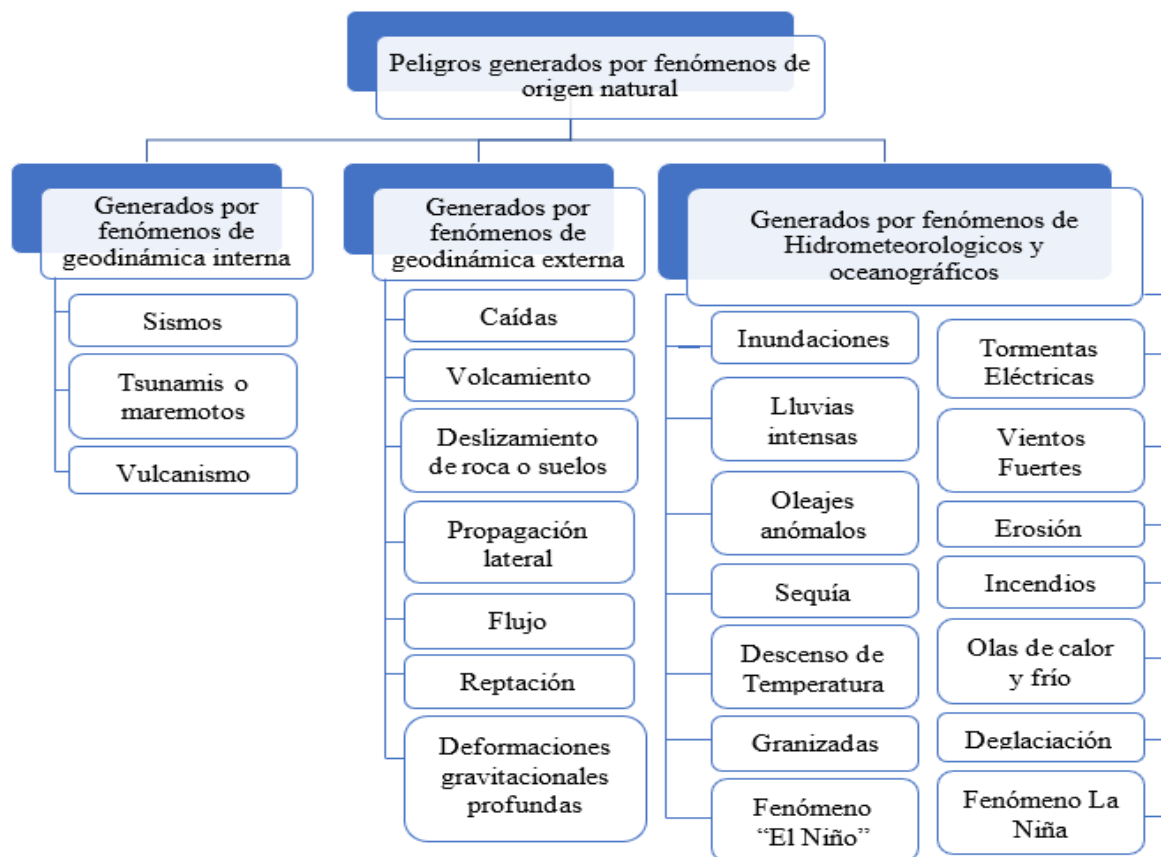 Peligros generados por fenómenos de
origen natural
Generados por
fenómenos de
geodinámica interna
Sismos
Tsunamis o
maremotos
Vulcanismo
Generados por
fenómenos de
geodinámica externa
Caídas
Volcamiento
Deslizamiento
de roca o suelos
Propagación
lateral
Flujo
Reptación
Deformaciones
gravitacionales
profundas
Generados por fenómenos de
Hidrometeorologicos y
oceanográficos
Inundaciones
Lluvias
intensas
Oleajes
anómalos
Sequía
Descenso de
Temperatura
Granizadas
Fenómeno
“El Niño”
Tormentas
Eléctricas
Vientos
Fuertes
Erosión
Incendios
Olas de calor
y frío
Deglaciación
Fenómeno La
Niña